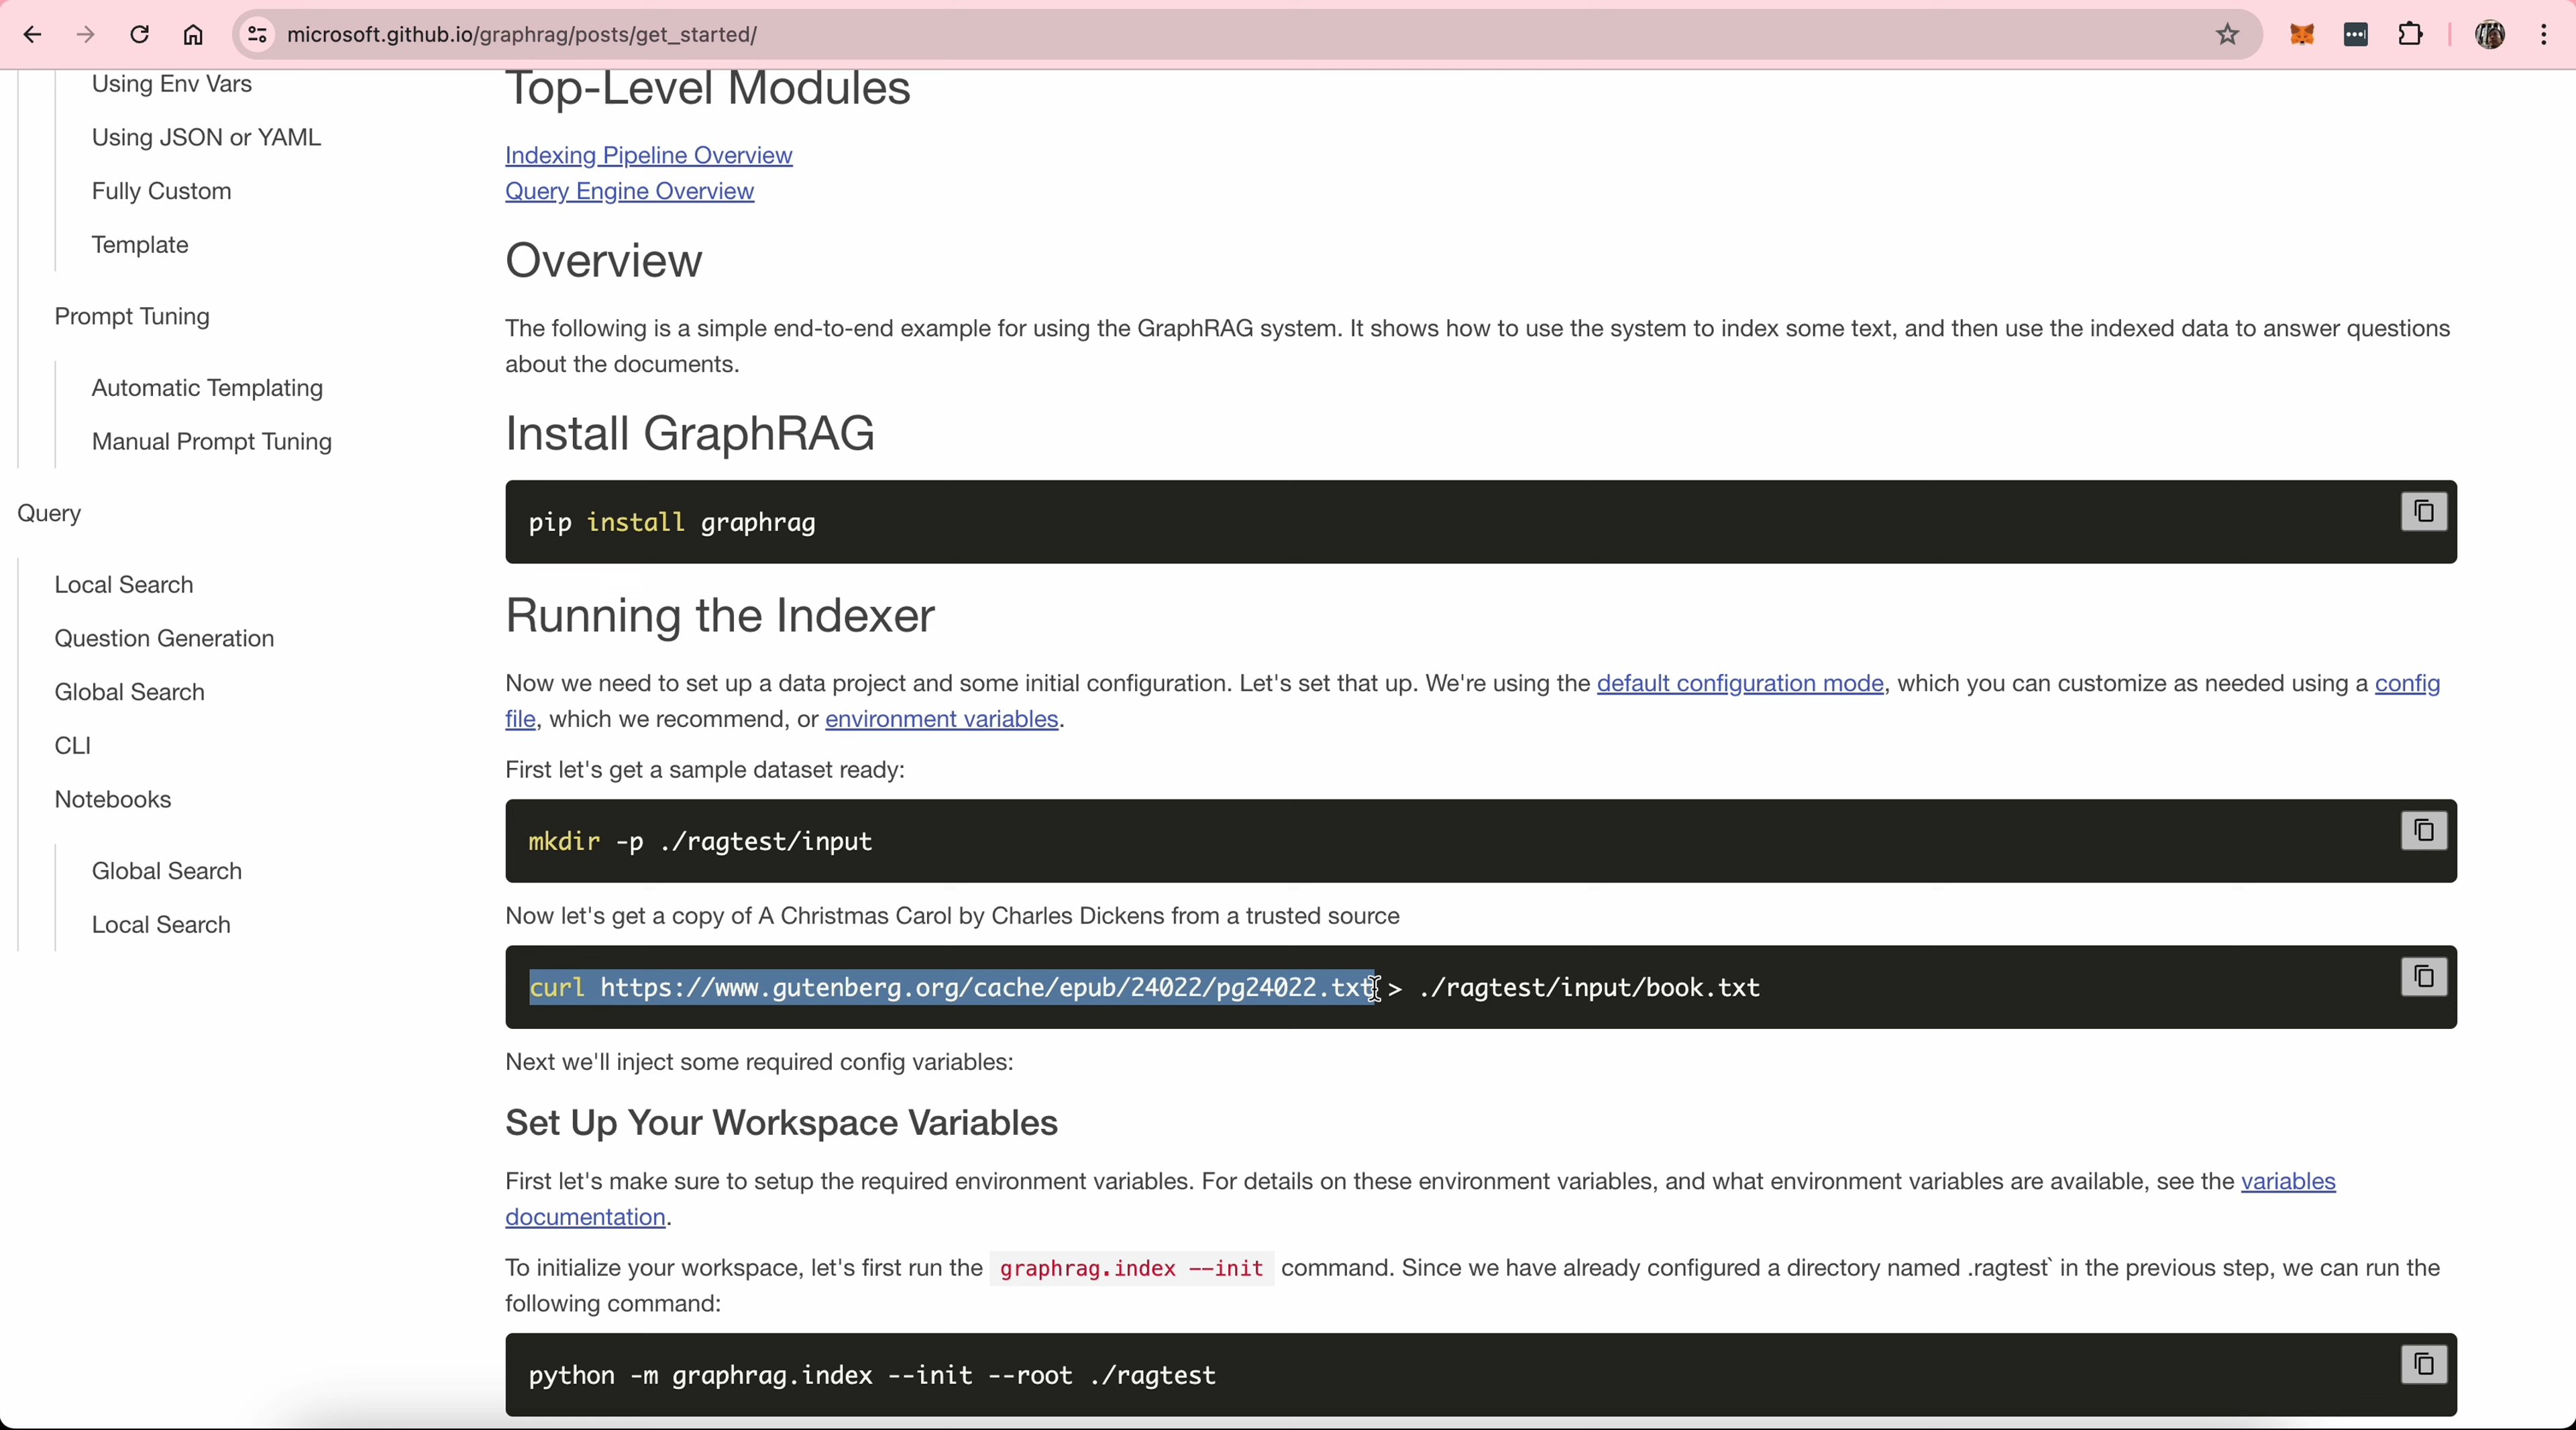 microsoft.github.io/graphrag/posts/get_started/
Using Env Vars
Using JSON or YAML
Fully Custom
Template
Prompt Tuning
Automatic Templating
Manual Prompt Tuning
Query
Local Search
Question Generation
Global Search
CLI
Notebooks
Global Search
Local Search
Top-Level Modules
Indexing Pipeline Overview
Query Engine Overview
Overview
The following is a simple end-to-end example for using the GraphRAG system. It shows how to use the system to index some text, and then use the indexed data to answer questions
about the documents.
Install GraphRAG
pip install graphrag
Running the Indexer
Now we need to set up a data project and some initial configuration. Let's set that up. We're using the default configuration mode, which you can customize as needed using a config
file, which we recommend, or environment variables.
First let's get a sample dataset ready:
mkdir -p ./ragtest/input
Now let's get a copy of A Christmas Carol by Charles Dickens from a trusted source
curl https://www.gutenberg.org/cache/epub/24022/pg24022.txt > ./ragtest/input/book.txt
Next we'll inject some required config variables:
Set Up Your Workspace Variables
First let's make sure to setup the required environment variables. For details on these environment variables, and what environment variables are available, see the variables
documentation.
To initialize your workspace, let's first run the graphrag.index --init command. Since we have already configured a directory named .ragtest` in the previous step, we can run the
following command:
python -m graphrag.index --init --root ./ragtest